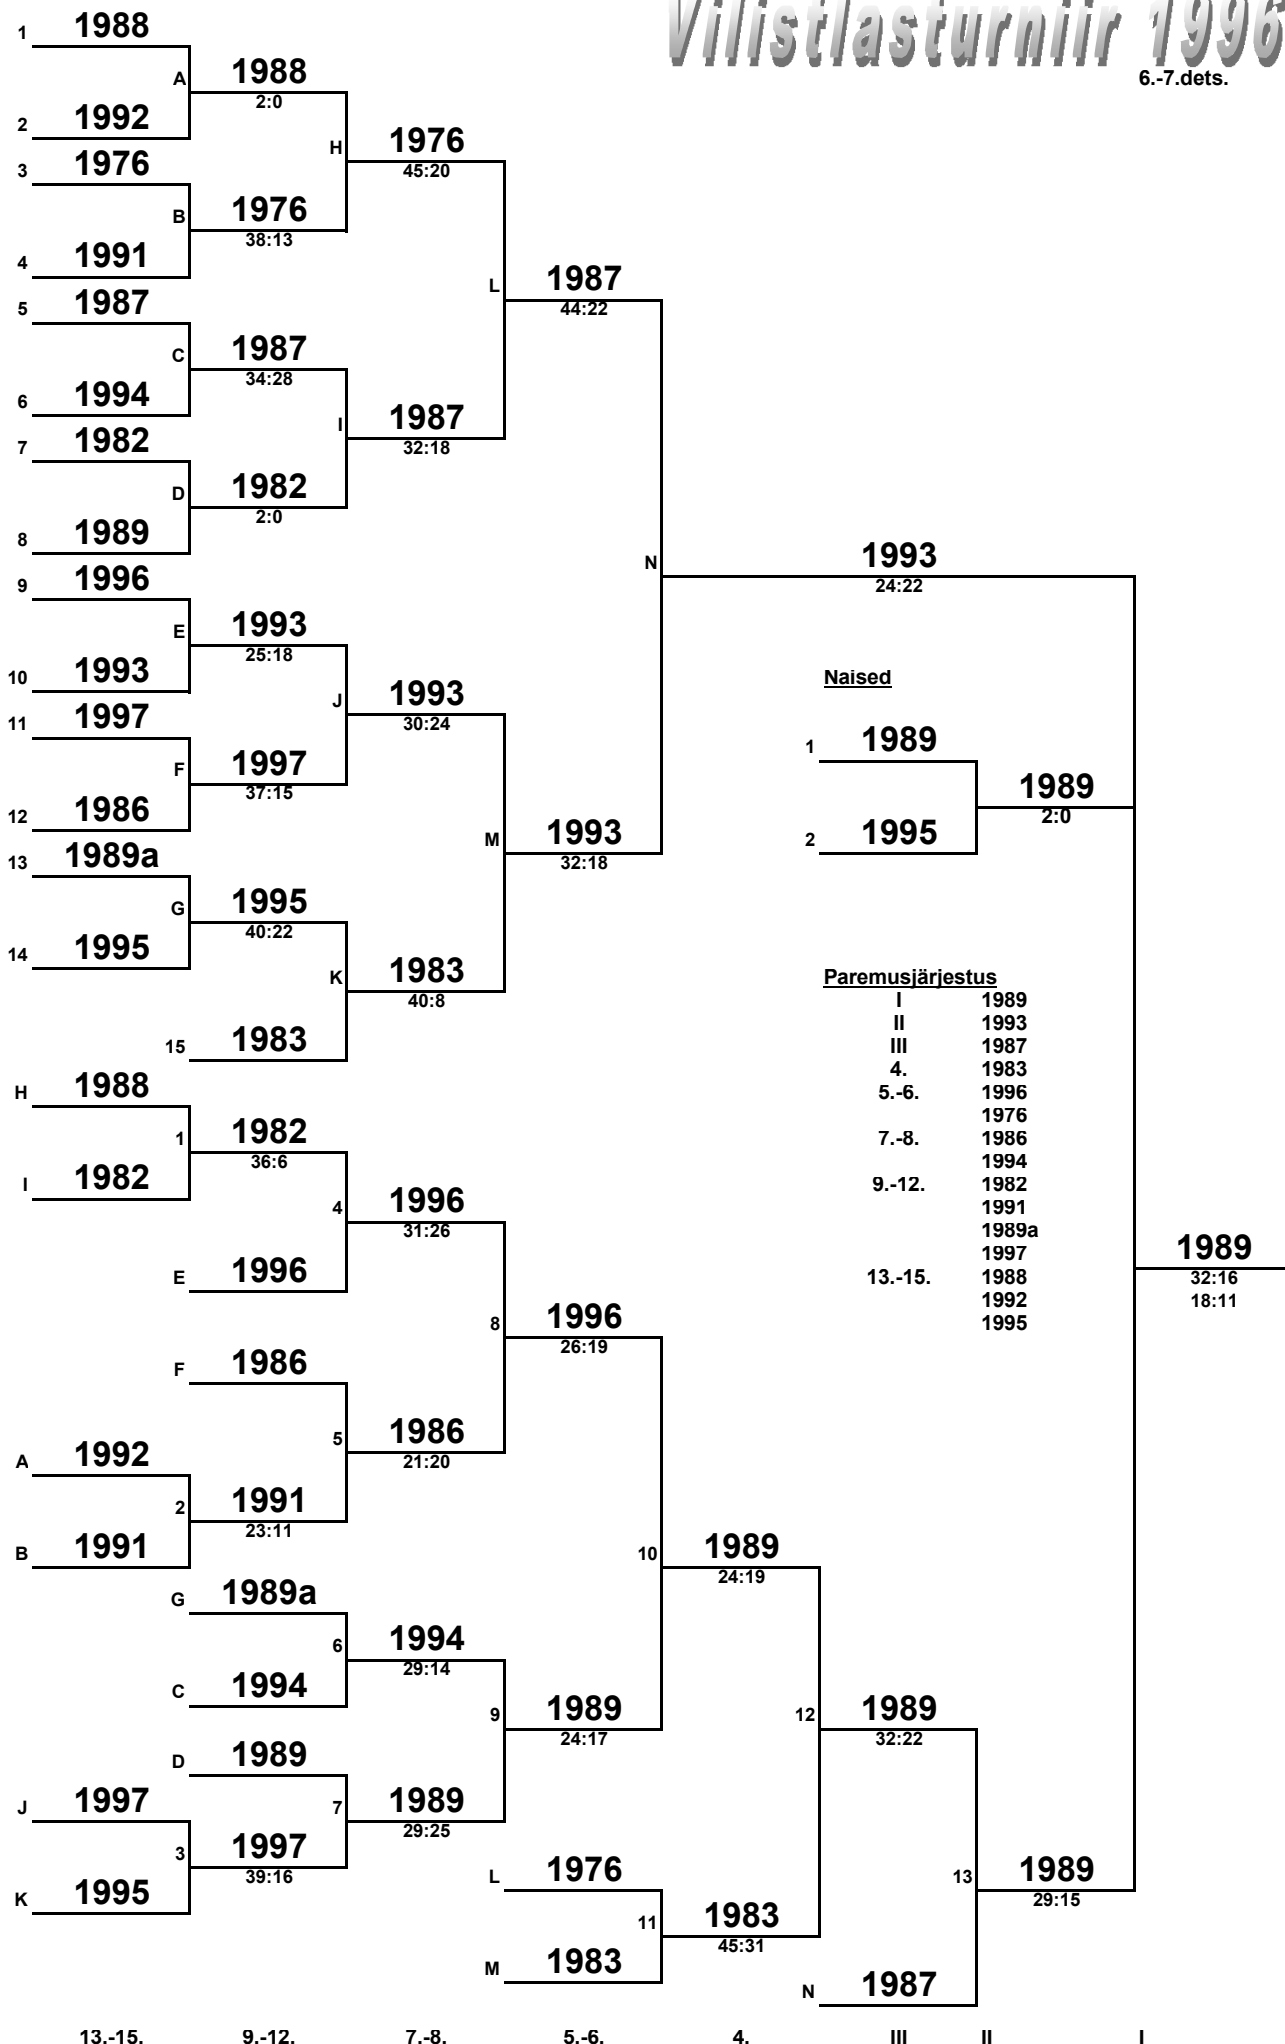 Vilistlasturniir 1996
6.-7.dets.
1 1988
A 1988
2:0
2 1992
H 1976
45:20
3 1976
B 1976
38:13
4 1991
L 1987
44:22
5 1987
C 1987
34:28
6 1994
I 1987
32:18
7 1982
D 1982
2:0
8 1989
N 1993
24:22
9 1996
E 1993
25:18
10 1993
J 1993
30:24
11 1997
F 1997
37:15
12 1986
M 1993
32:18
13 1989a
G 1995
40:22
14 1995
K 1983
40:8
15 1983
Naised
1 1989
1989
2:0
2 1995
Paremusjärjestus
I 1989
II 1993
III 1987
4. 1983
5.-6. 1996
1976
7.-8. 1986
1994
9.-12. 1982
1991
1989a
1997
13.-15. 1988
1992
1995
1989
32:16
18:11
H 1988
1 1982
36:6
I 1982
4 1996
31:26
E 1996
8 1996
26:19
F 1986
5 1986
21:20
A 1992
2 1991
23:11
B 1991
10 1989
24:19
G 1989a
6 1994
29:14
C 1994
9 1989
24:17
12 1989
32:22
D 1989
J 1997
7 1989
29:25
3 1997
39:16
K 1995
L 1976
11 1983
45:31
M 1983
13 1989
29:15
N 1987
13.-15. 9.-12. 7.-8. 5.-6. 4. III II I